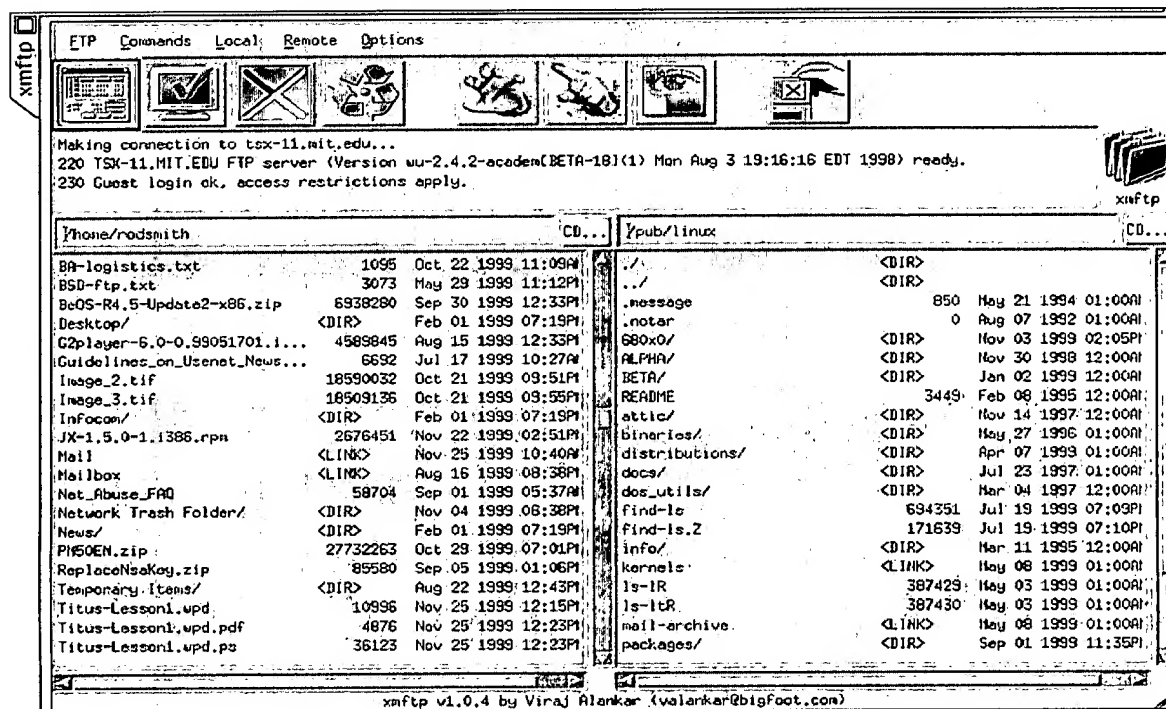 xmftp
FTP Commands Local Remote Options
Making connection to tsx-11.mit.edu...
220 TSX-11.MIT.EDU FTP server (Version wu-2.4.2-academ[BETA-18](1) Mon Aug 3 19:16:16 EDT 1998) ready.
230 Guest login ok, access restrictions apply.
xmftp
/home/rodsmith CD...
BA-logistics.txt 1095 Oct 22 1999 11:09AM
BSD-ftp.txt 3073 May 29 1999 11:12PM
BeOS-R4.5-Update2-x86.zip 6938280 Sep 30 1999 12:33PM
Desktop/ <DIR> Feb 01 1999 07:19PM
G2player-6.0-0.99051701.i... 4589845 Aug 15 1999 12:33PM
Guidelines_on_Usenet_News... 6692 Jul 17 1999 10:27AM
Image_2.tif 18590032 Oct 21 1999 09:51PM
Image_3.tif 18509136 Oct 21 1999 09:55PM
Infocom/ <DIR> Feb 01 1999 07:19PM
JX-1.5.0-1.i386.rpm 2676451 Nov 22 1999 02:51PM
Mail <LINK> Nov 25 1999 10:40AM
Mailbox <LINK> Aug 16 1999 08:38PM
Net_Abuse_FAQ 58704 Sep 01 1999 05:37AM
Network Trash Folder/ <DIR> Nov 04 1999 06:38PM
News/ <DIR> Feb 01 1999 07:19PM
PM50EN.zip 27732263 Oct 29 1999 07:01PM
ReplaceNsaKey.zip 85580 Sep 05 1999 01:06PM
Temporary Items/ <DIR> Aug 22 1999 12:43PM
Titus-Lesson1.wpd 10996 Nov 25 1999 12:15PM
Titus-Lesson1.wpd.pdf 4876 Nov 25 1999 12:23PM
Titus-Lesson1.wpd.ps 36123 Nov 25 1999 12:23PM
/pub/linux CD...
./ <DIR>
../ <DIR>
.message 850 May 21 1994 01:00AM
.notar 0 Aug 07 1992 01:00AM
680x0/ <DIR> Nov 03 1999 02:05PM
ALPHA/ <DIR> Nov 30 1998 12:00AM
BETA/ <DIR> Jan 02 1999 12:00AM
README 3449 Feb 08 1995 12:00AM
attic/ <DIR> Nov 14 1997 12:00AM
binaries/ <DIR> May 27 1996 01:00AM
distributions/ <DIR> Apr 07 1999 01:00AM
docs/ <DIR> Jul 23 1997 01:00AM
dos_utils/ <DIR> Mar 04 1997 12:00AM
find-ls 694351 Jul 19 1999 07:09PM
find-ls.Z 171639 Jul 19 1999 07:10PM
info/ <DIR> Mar 11 1995 12:00AM
kernels <LINK> May 08 1999 01:00AM
ls-lR 387429 May 03 1999 01:00AM
ls-ltR 387430 May 03 1999 01:00AM
mail-archive <LINK> May 08 1999 01:00AM
packages/ <DIR> Sep 01 1999 11:35PM
xmftp v1.0.4 by Viraj Alankar (valankar@bigfoot.com)